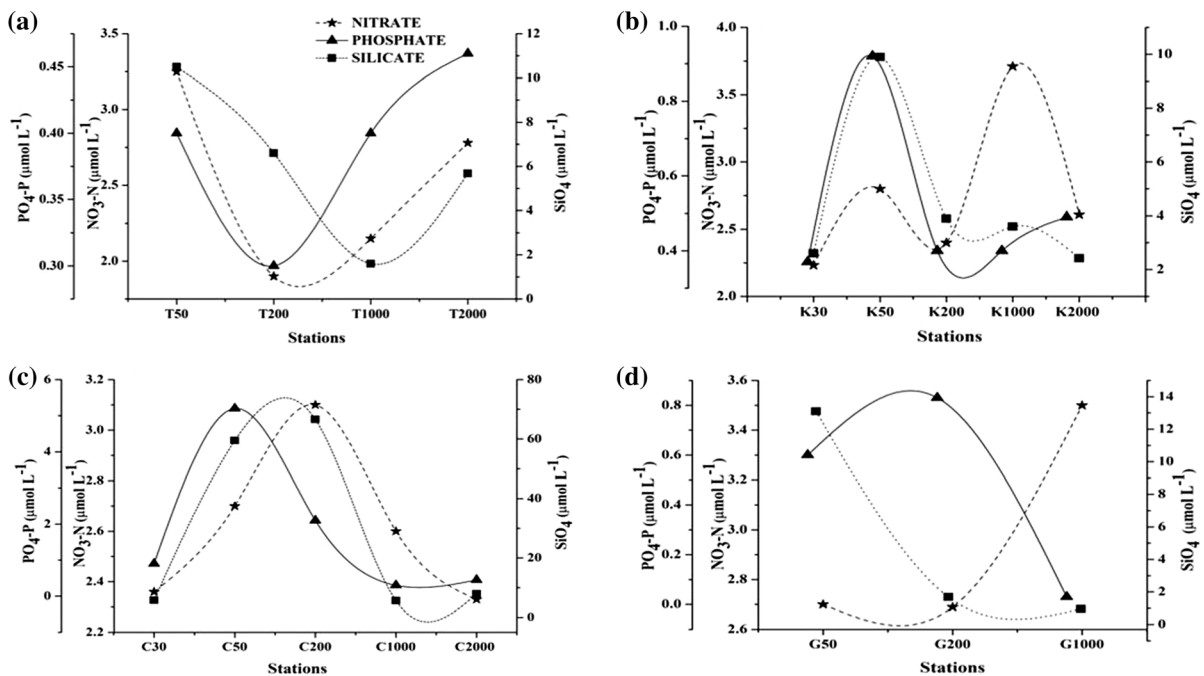 (a)
NITRATE
PHOSPHATE
SILICATE
PO4-P (μmol L-1)
0.45
0.40
0.35
0.30
NO3-N (μmol L-1)
3.5
3.0
2.5
2.0
SiO4 (μmol L-1)
12
10
8
6
4
2
0
T50 T200 T1000 T2000
Stations
(b)
PO4-P (μmol L-1)
1.0
0.8
0.6
0.4
NO3-N (μmol L-1)
4.0
3.75
3.5
2.5
2.25
2.0
SiO4 (μmol L-1)
10
8
6
4
2
K30 K50 K200 K1000 K2000
Stations
(c)
PO4-P (μmol L-1)
6
4
2
0
NO3-N (μmol L-1)
3.2
3.0
2.8
2.6
2.4
2.2
SiO4 (μmol L-1)
80
60
40
20
0
C30 C50 C200 C1000 C2000
Stations
(d)
PO4-P (μmol L-1)
0.8
0.6
0.4
0.2
0.0
NO3-N (μmol L-1)
3.6
3.4
3.2
3.0
2.8
2.6
SiO4 (μmol L-1)
14
12
10
8
6
4
2
0
G50 G200 G1000
Stations